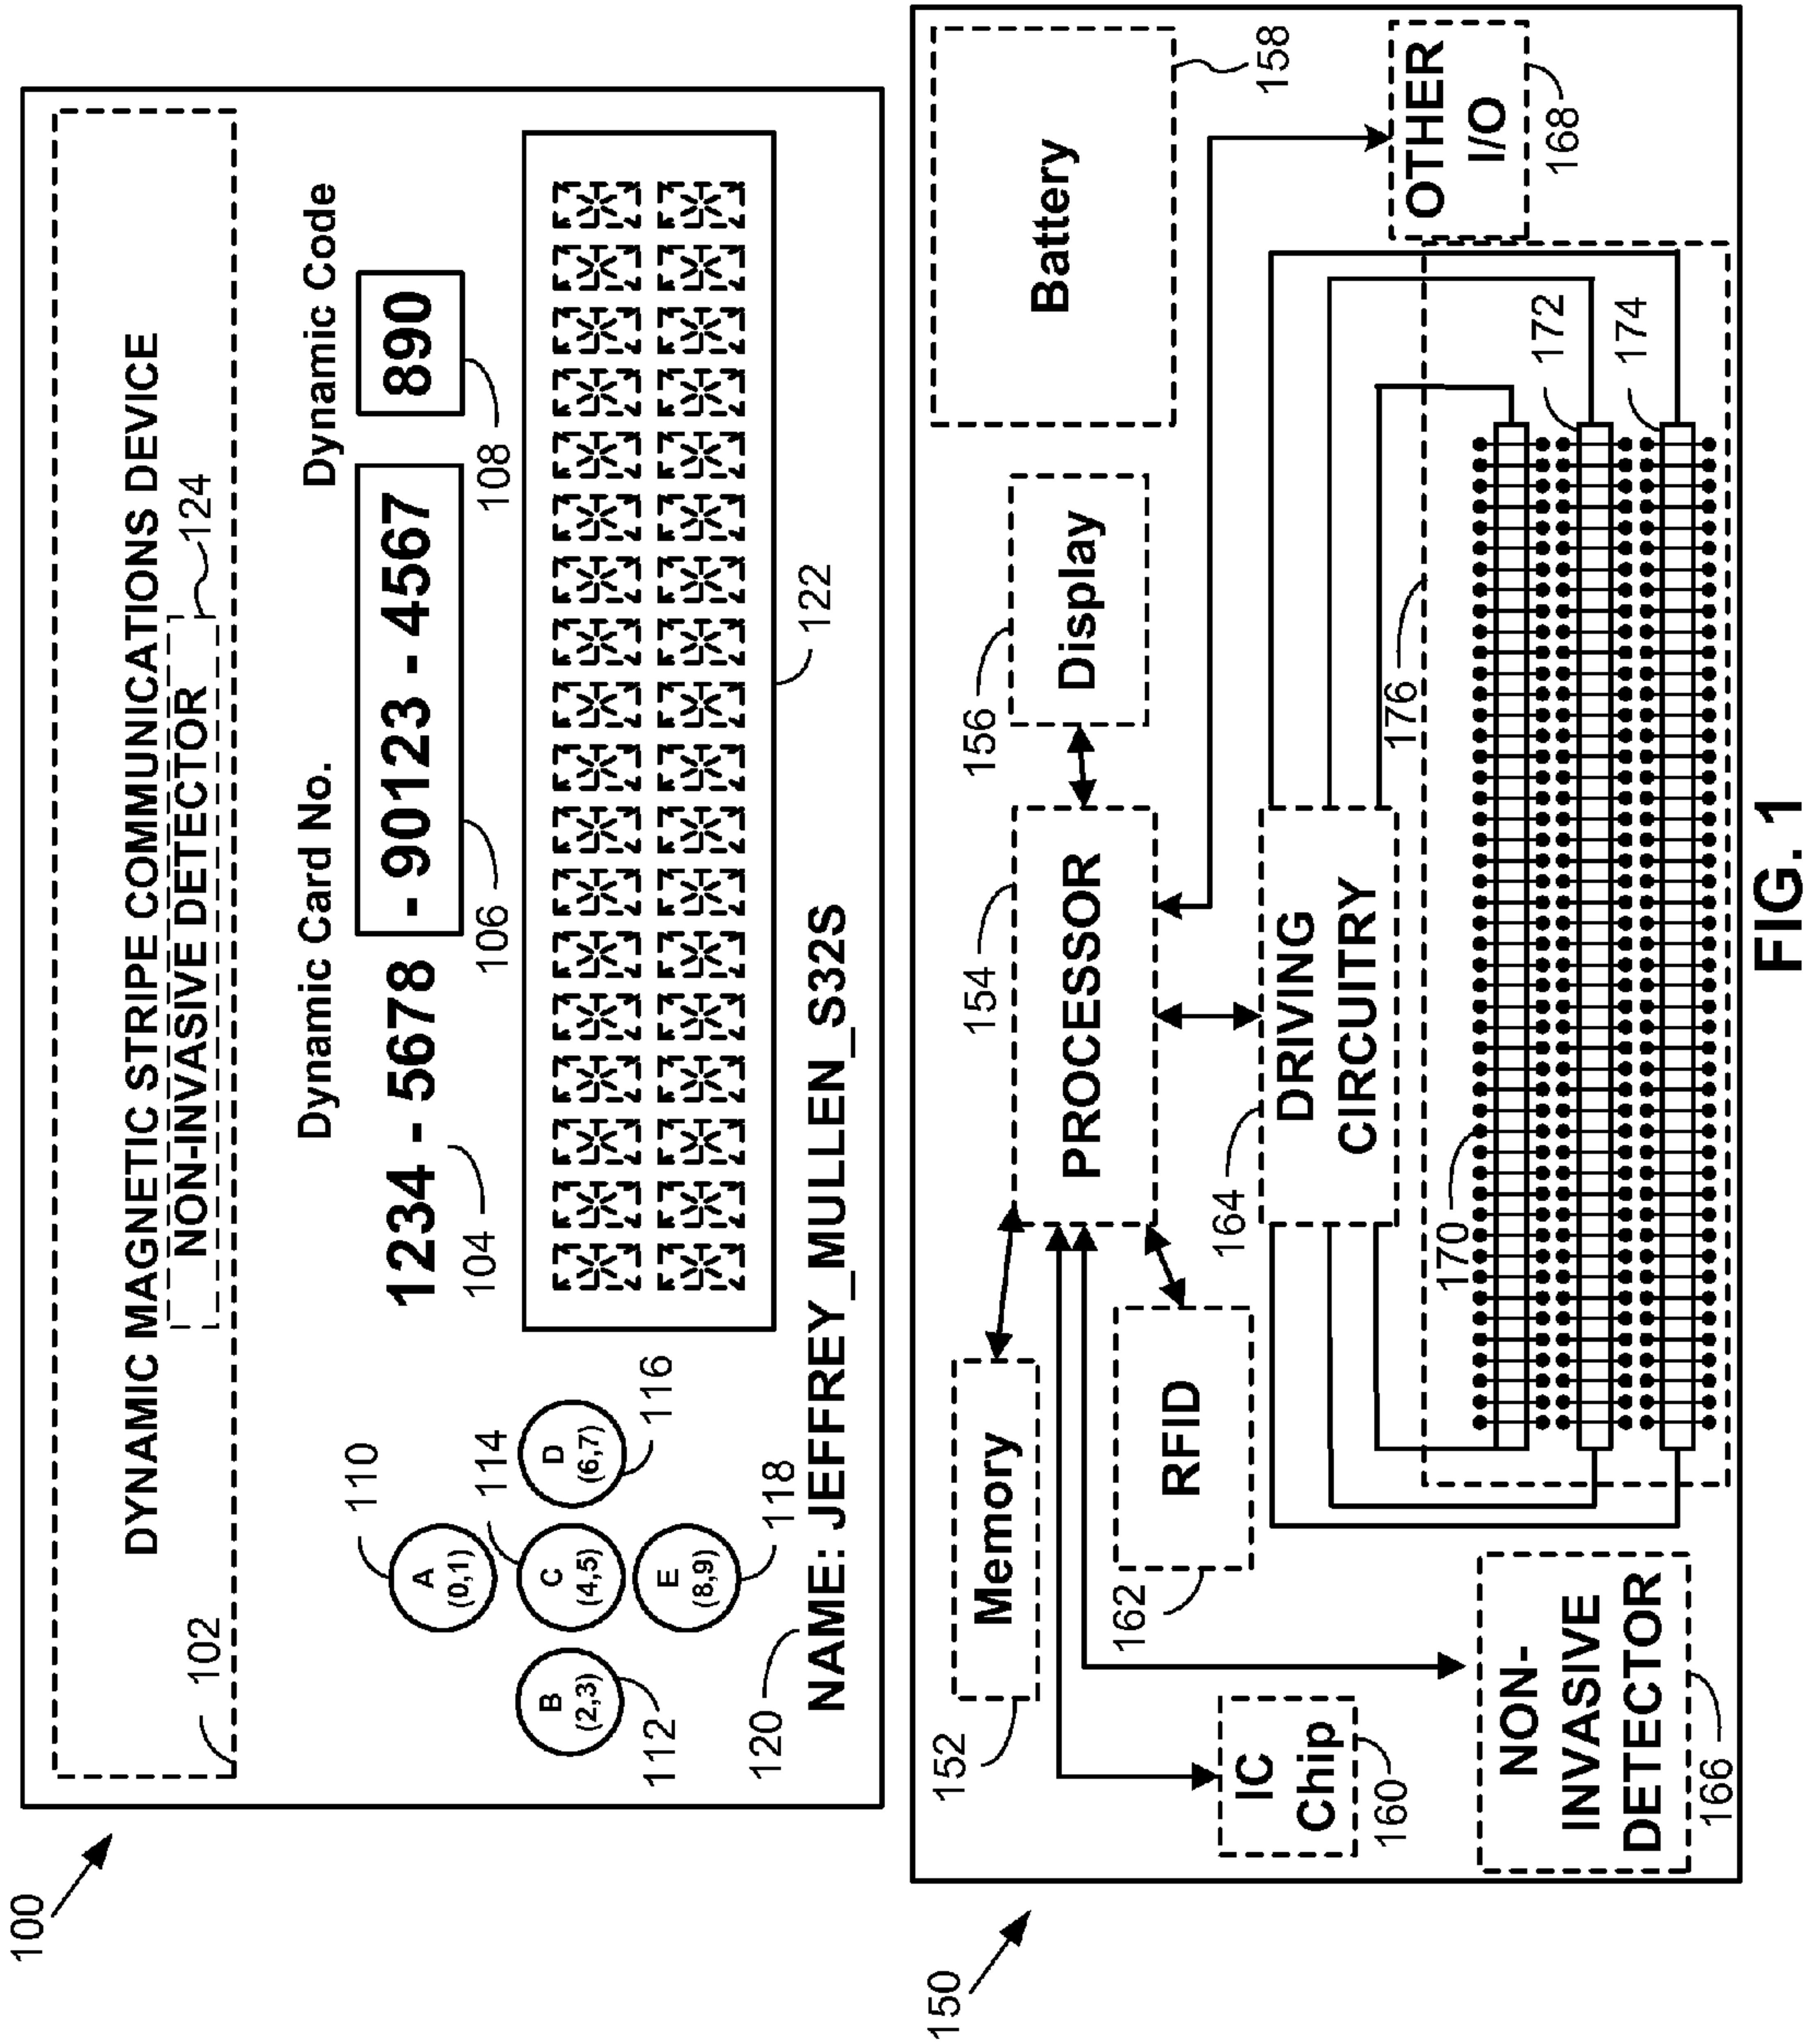 100
102
DYNAMIC MAGNETIC STRIPE COMMUNICATIONS DEVICE
NON-INVASIVE DETECTOR
124
Dynamic Card No.
Dynamic Code
1234 - 5678 - 90123 - 4567
890
104
106
108
110
A
(0,1)
B
(2,3)
112
114
C
(4,5)
D
(6,7)
116
E
(8,9)
118
122
120
NAME: JEFFREY_MULLEN_S32S
150
152
Memory
154
PROCESSOR
156
Display
Battery
158
IC
Chip
160
162
RFID
164
DRIVING
CIRCUITRY
OTHER
I/O
168
NON-
INVASIVE
DETECTOR
166
170
176
172
174
FIG. 1